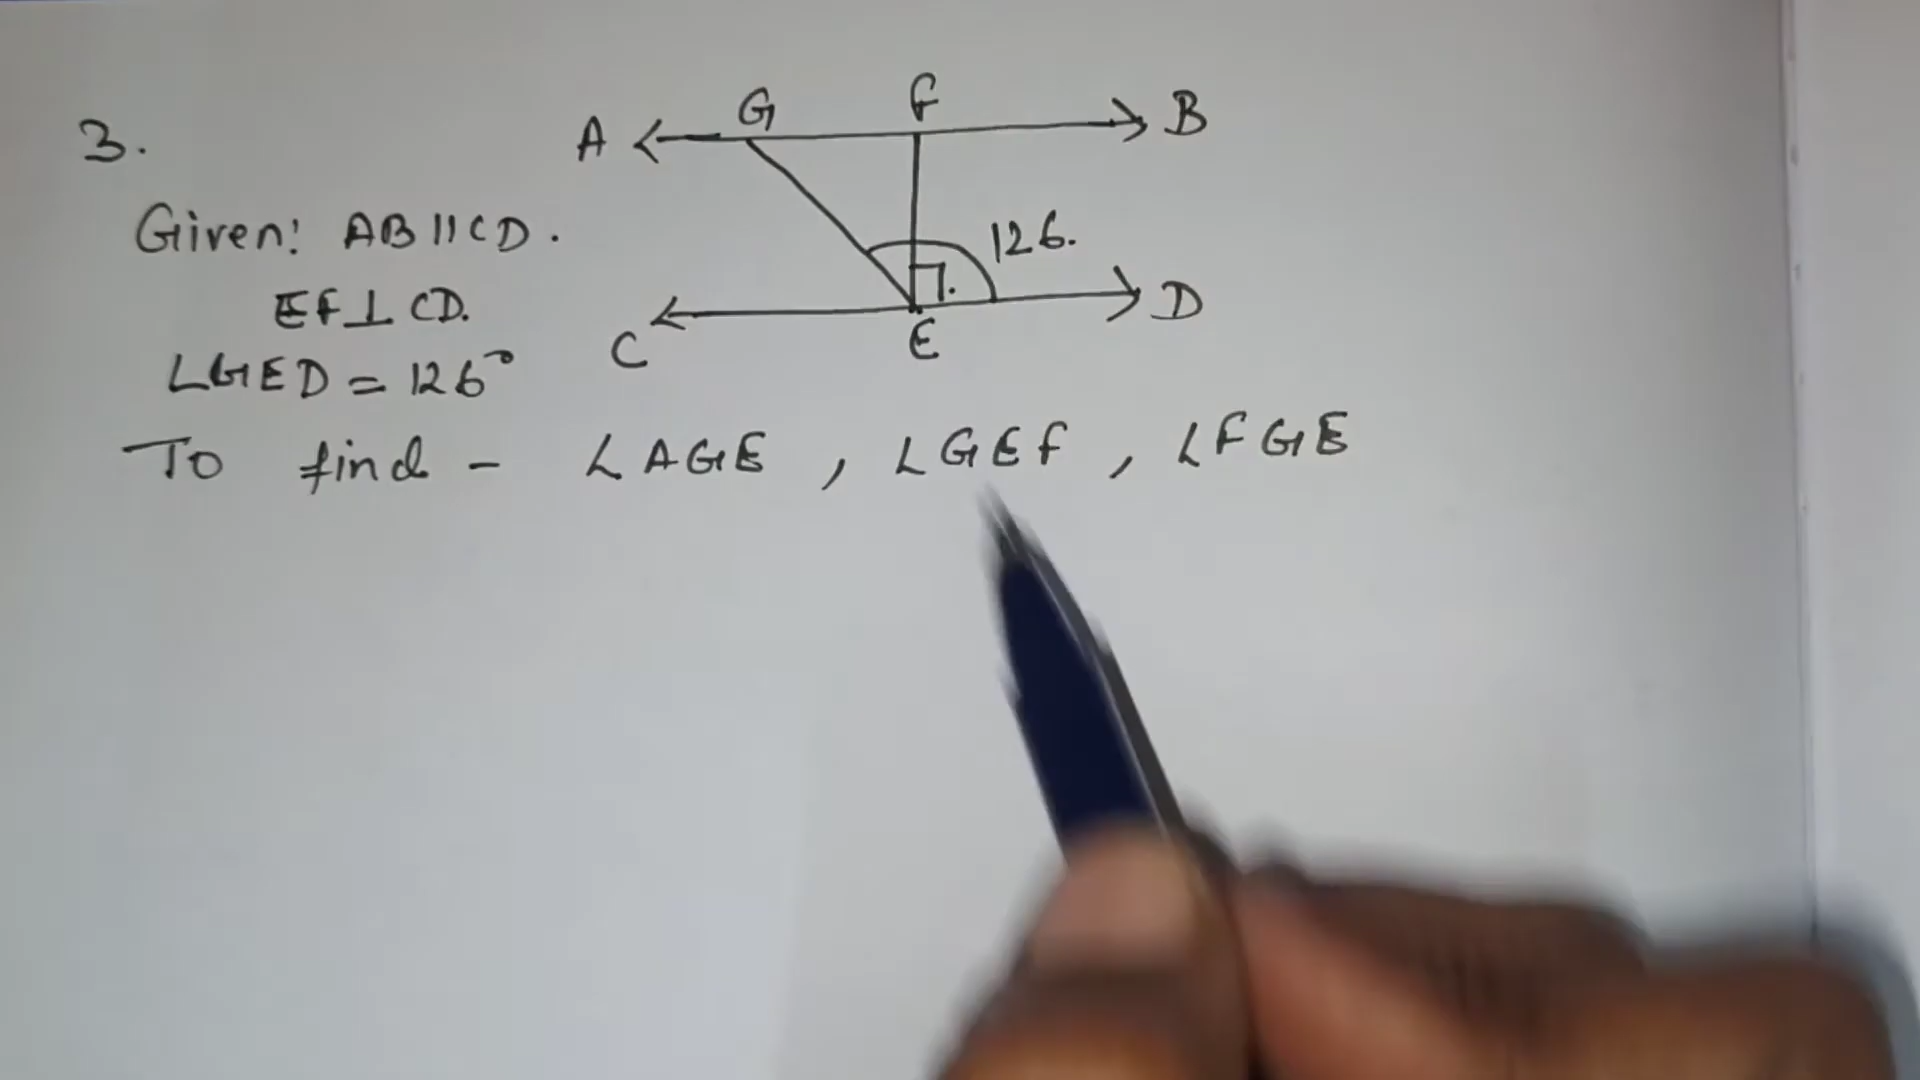 G F
A B
3.
Given: AB || CD.
126.
EF ⊥ CD.
D
C E
∠GED = 126°
To find - ∠AGE, ∠GEF, ∠FGE